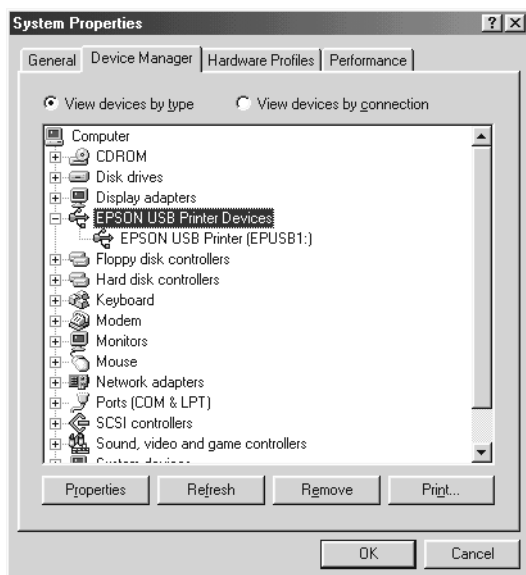 System Properties
General Device Manager Hardware Profiles Performance
View devices by type View devices by connection
Computer
CDROM
Disk drives
Display adapters
EPSON USB Printer Devices
EPSON USB Printer (EPUSB1:)
Floppy disk controllers
Hard disk controllers
Keyboard
Modem
Monitors
Mouse
Network adapters
Ports (COM & LPT)
SCSI controllers
Sound, video and game controllers
Properties Refresh Remove Print...
OK Cancel